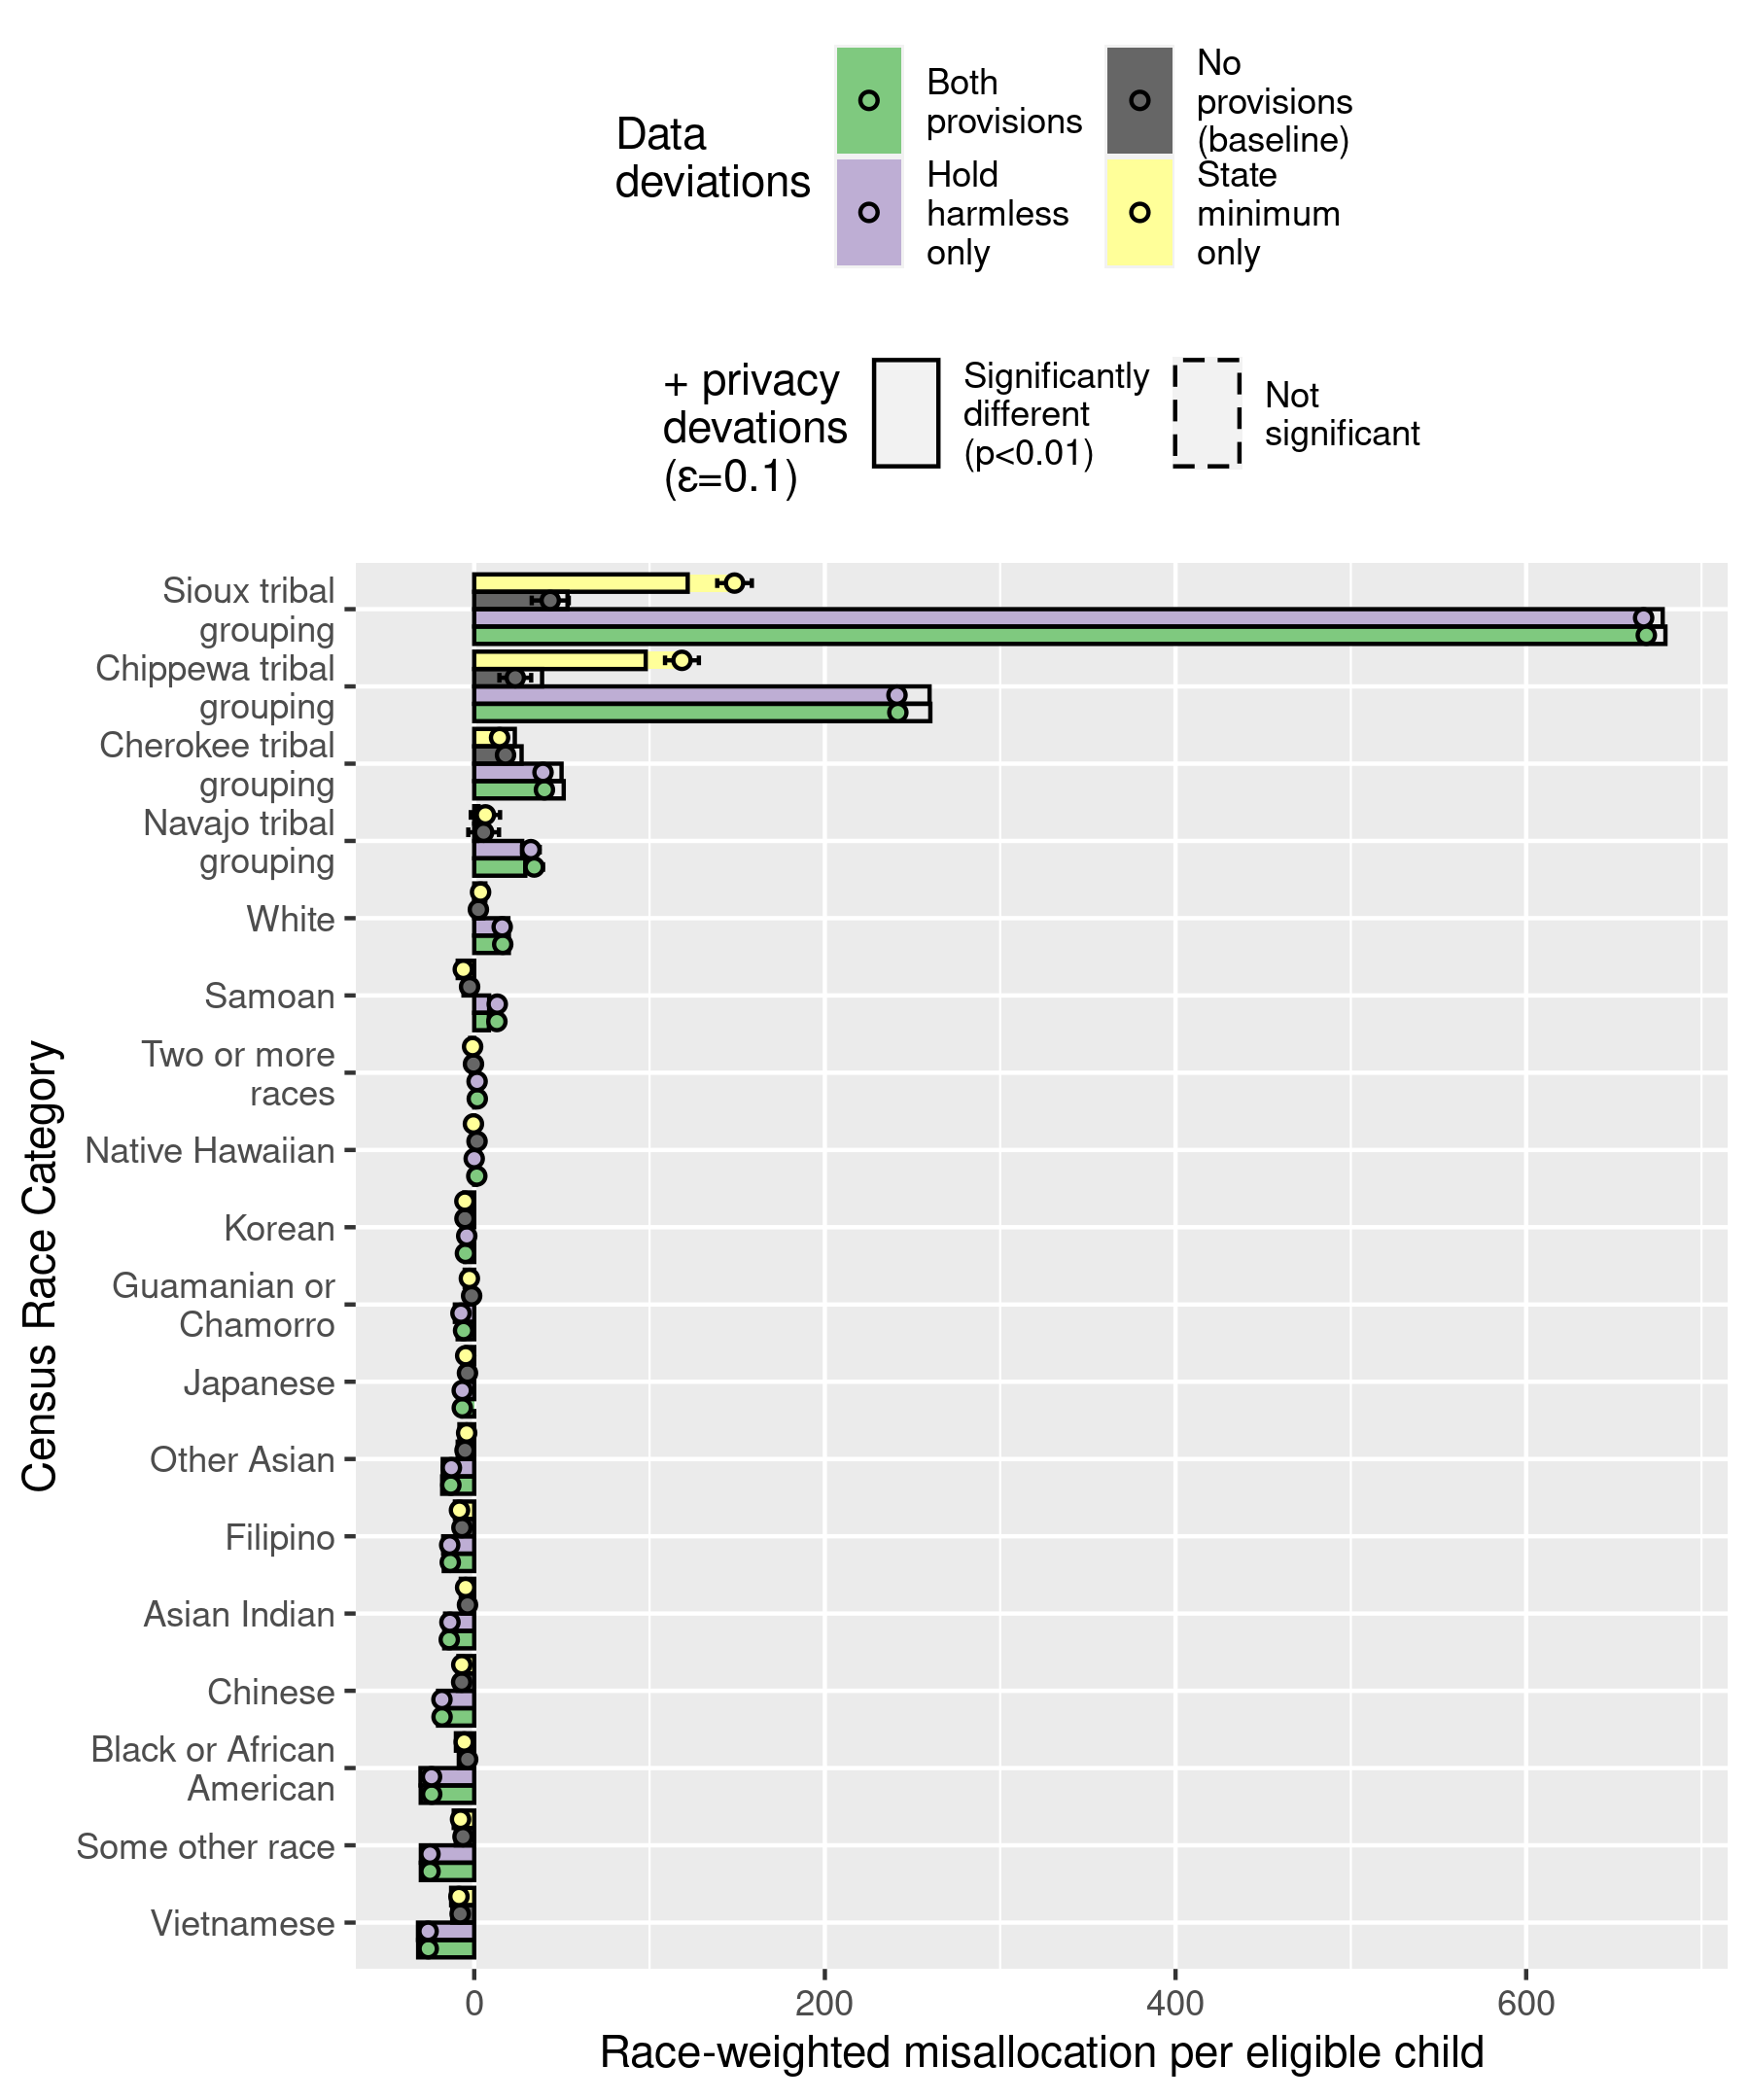 Data
deviations
Both
provisions
No
provisions
(baseline)
Hold
harmless
only
State
minimum
only
+ privacy
devations
(ε=0.1)
Significantly
different
(p<0.01)
Not
significant
Census Race Category
Sioux tribal
grouping
Chippewa tribal
grouping
Cherokee tribal
grouping
Navajo tribal
grouping
White
Samoan
Two or more
races
Native Hawaiian
Korean
Guamanian or
Chamorro
Japanese
Other Asian
Filipino
Asian Indian
Chinese
Black or African
American
Some other race
Vietnamese
0
200
400
600
Race-weighted misallocation per eligible child